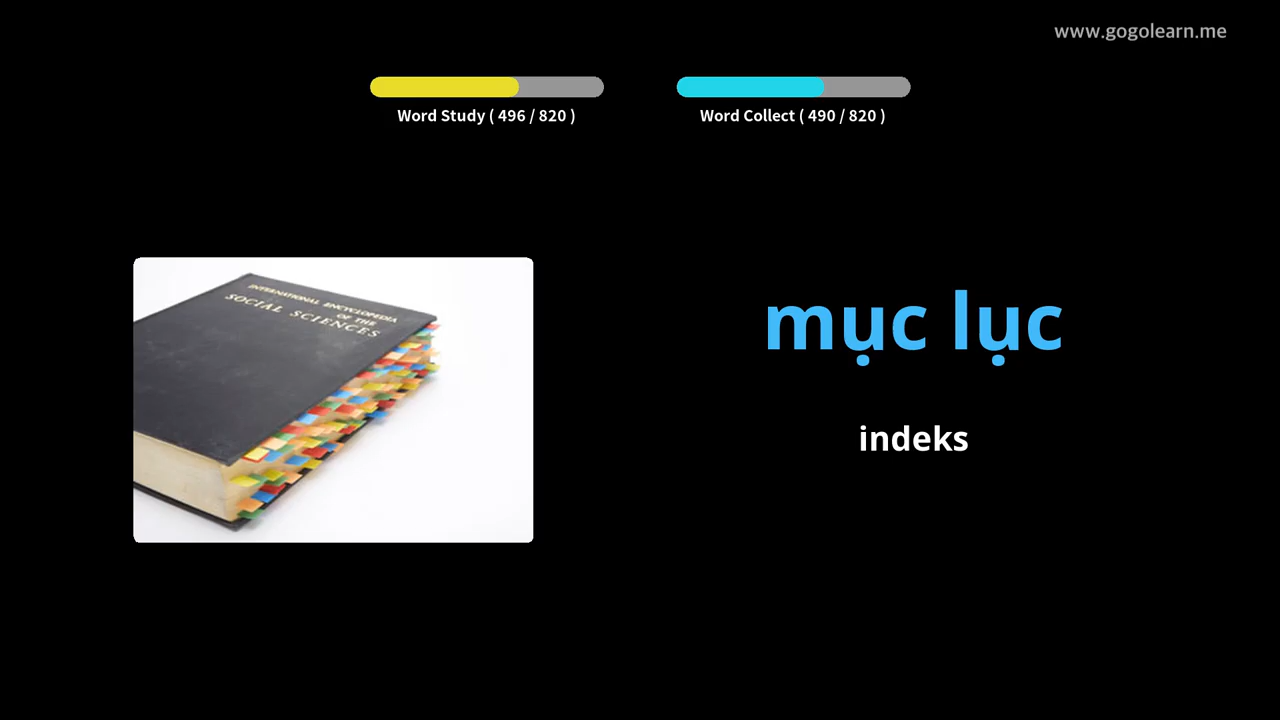 www.gogolearn.me
Word Study ( 496 / 820 )
Word Collect ( 490 / 820 )
INTERNATIONAL ENCYCLOPEDIA
OF THE
SOCIAL SCIENCES
mục lục
indeks